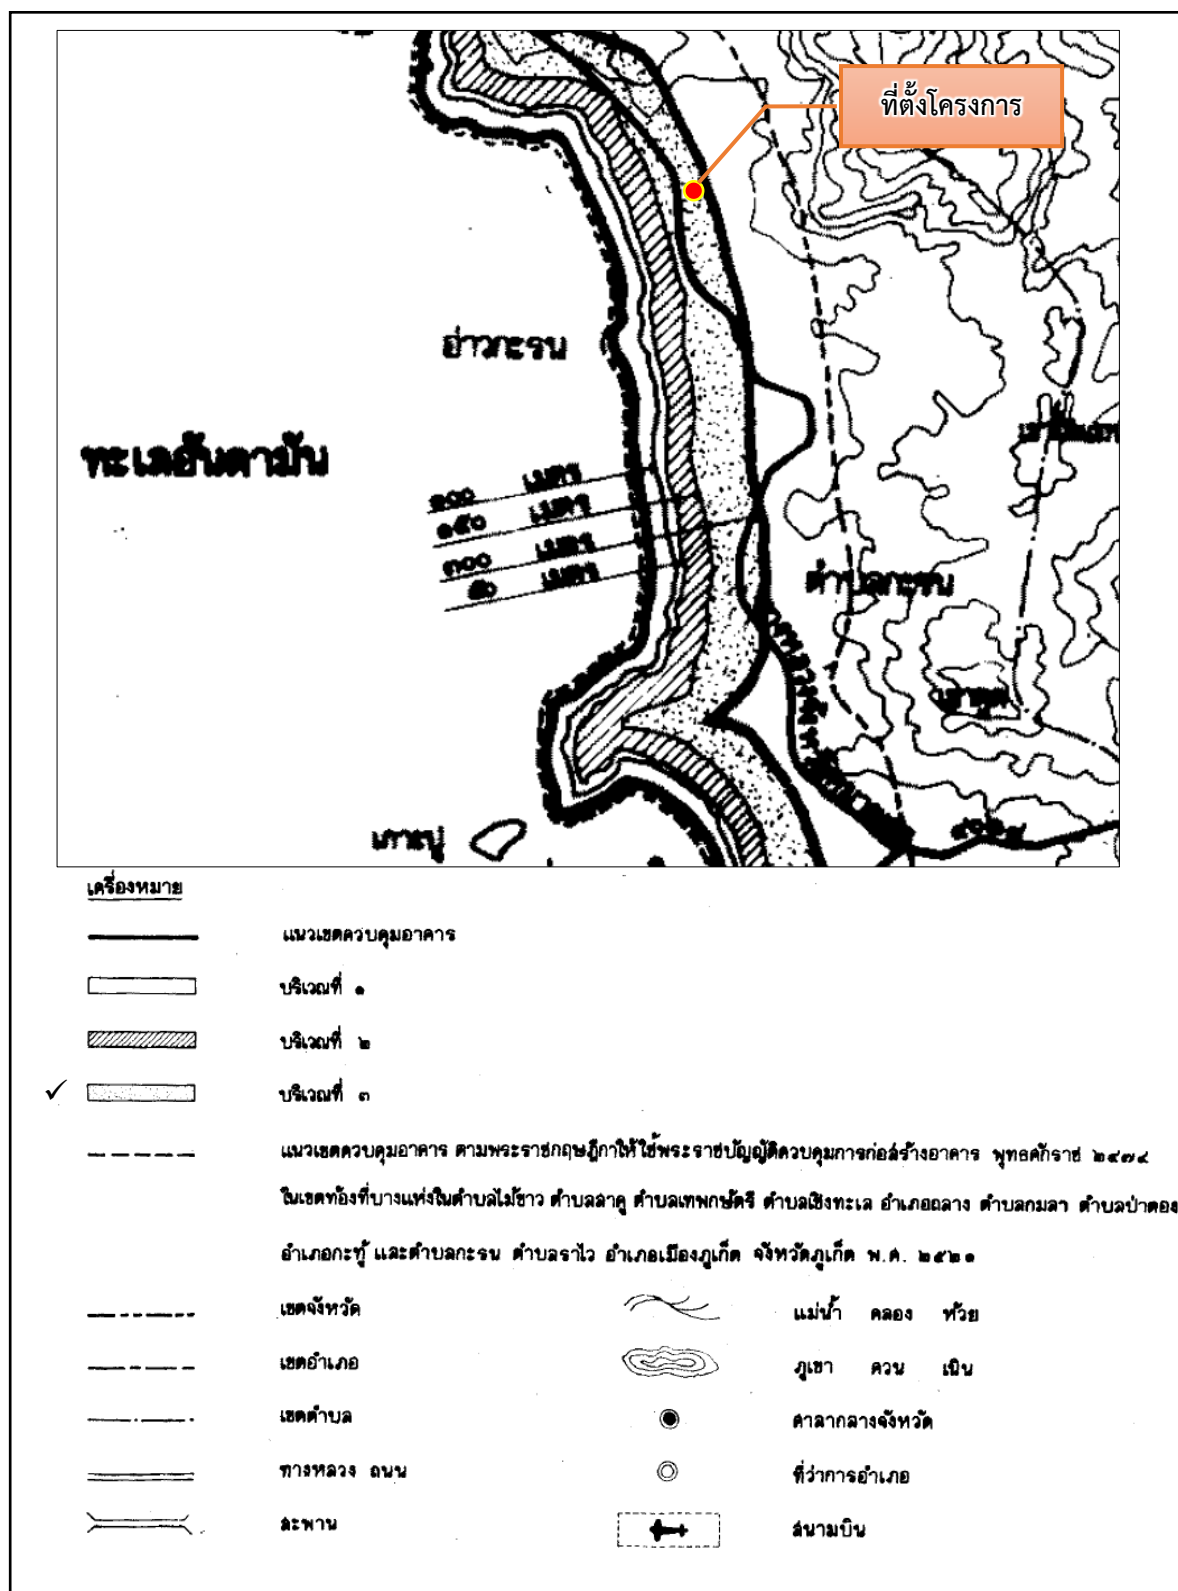 ที่ตั้งโครงการ
อ่าวกะรน
ทะเลอันดามัน
๑๐๐ เมตร
๑๕๐ เมตร
๓๐๐ เมตร
๕๐ เมตร
ตำบลกะรน
เกาะปู
เครื่องหมาย
แนวเขตควบคุมอาคาร
บริเวณที่ ๑
บริเวณที่ ๒
✓ บริเวณที่ ๓
แนวเขตควบคุมอาคาร ตามพระราชกฤษฎีกาให้ใช้พระราชบัญญัติควบคุมการก่อสร้างอาคาร พุทธศักราช ๒๔๗๙
ในเขตท้องที่บางแห่งในตำบลไม้ขาว ตำบลสาคู ตำบลเทพกษัตรี ตำบลเชิงทะเล อำเภอถลาง ตำบลกมลา ตำบลป่าตอง
อำเภอกะทู้ และตำบลกะรน ตำบลราไว อำเภอเมืองภูเก็ต จังหวัดภูเก็ต พ.ศ. ๒๕๒๑
เขตจังหวัด
แม่น้ำ คลอง ห้วย
เขตอำเภอ
ภูเขา ควน เนิน
เขตตำบล
ศาลากลางจังหวัด
ทางหลวง ถนน
ที่ว่าการอำเภอ
สะพาน
สนามบิน